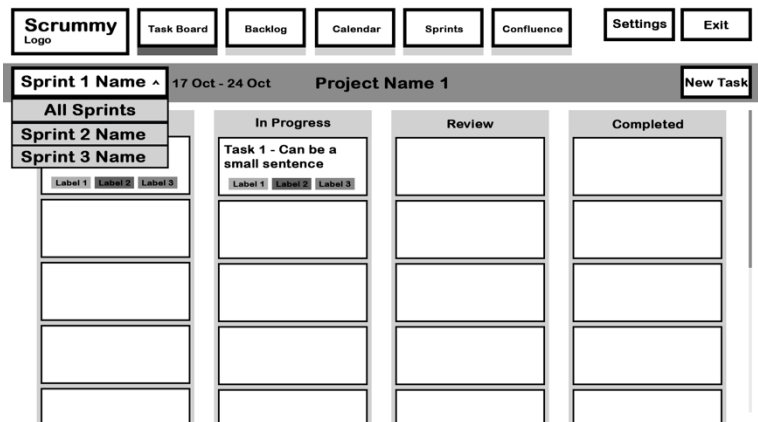 Scrummy
Logo
Task Board
Backlog
Calendar
Sprints
Confluence
Settings
Exit
Sprint 1 Name ^
17 Oct - 24 Oct
Project Name 1
New Task
All Sprints
Sprint 2 Name
Sprint 3 Name
Label 1 Label 2 Label 3
In Progress
Task 1 - Can be a
small sentence
Label 1 Label 2 Label 3
Review
Completed